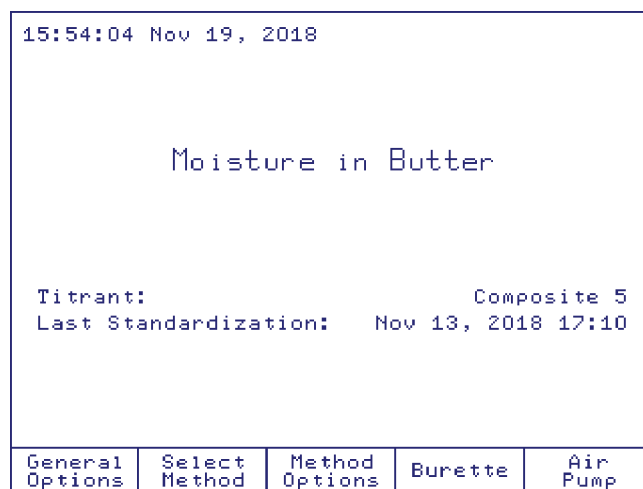 15:54:04 Nov 19, 2018
Moisture in Butter
Titrant: Composite 5
Last Standardization: Nov 13, 2018 17:10
General Options
Select Method
Method Options
Burette
Air Pump